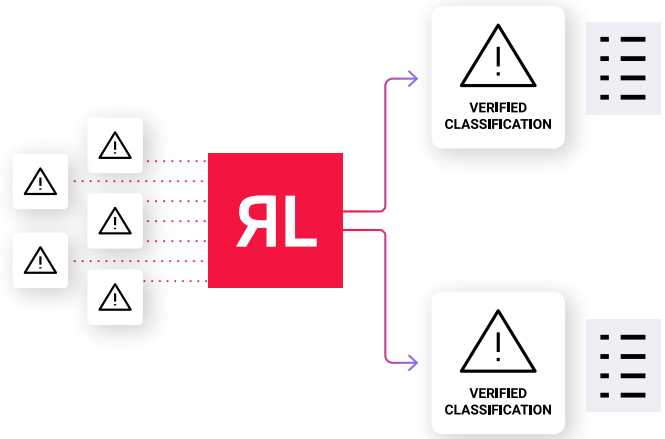 VERIFIED
CLASSIFICATION
ЯL
VERIFIED
CLASSIFICATION